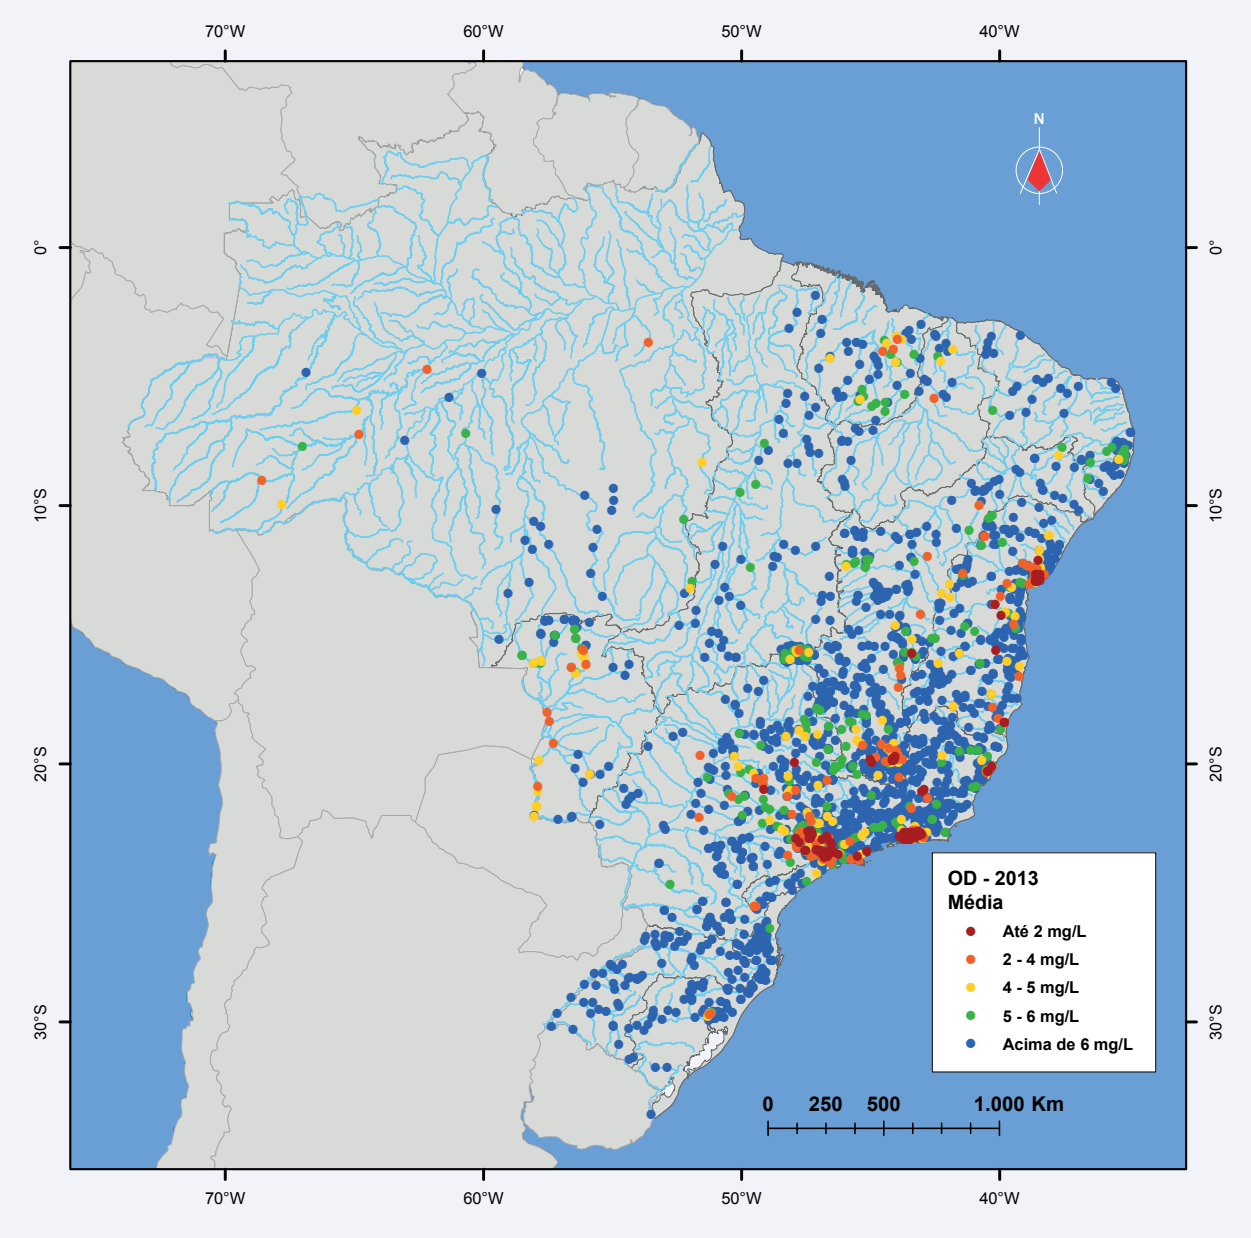 70°W 60°W 50°W 40°W
N
0° 0°
10°S 10°S
20°S 20°S
30°S 30°S
OD - 2013
Média
Até 2 mg/L
2 - 4 mg/L
4 - 5 mg/L
5 - 6 mg/L
Acima de 6 mg/L
0 250 500 1.000 Km
70°W 60°W 50°W 40°W